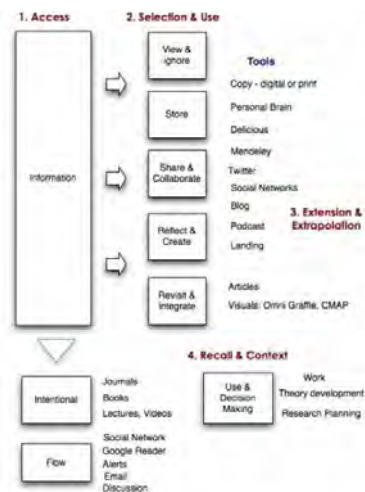 1. Access
2. Selection & Use
View &
ignore
Tools
Copy - digital or print
Store
Personal Brain
Delicious
Mendeley
Information
Share &
Collaborate
Twitter
Social Networks
Blog
3. Extension &
Extrapolation
Reflect &
Create
Podcast
Landing
Revisit &
Integrate
Articles
Visuals: Omni Graffle, CMAP
4. Recall & Context
Intentional
Journals
Books
Lectures, Videos
Use &
Decision
Making
Work
Theory development
Research Planning
Flow
Social Network
Google Reader
Alerts
Email
Discussion